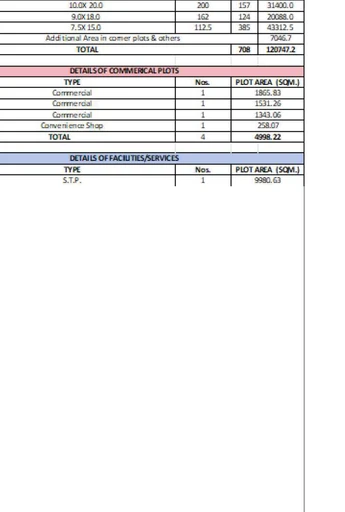 10.0X 20.0 200 157 31400.0
9.0X18.0 162 124 20088.0
7.5X 15.0 112.5 385 43312.5
Additional Area in corner plots & others 7046.7
TOTAL 708 120747.2
DETAILS OF COMMERICAL PLOTS
TYPE Nos. PLOT AREA (SQM.)
Commercial 1 1865.83
Commercial 1 1531.26
Commercial 1 1343.06
Convenience Shop 1 258.07
TOTAL 4 4998.22
DETAILS OF FACILITIES/SERVICES
TYPE Nos. PLOT AREA (SQM.)
S.T.P. 1 9980.63